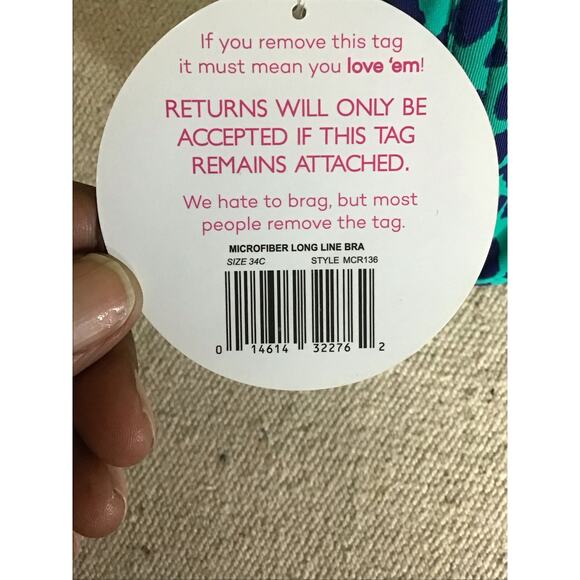 If you remove this tag
it must mean you love 'em!
RETURNS WILL ONLY BE
ACCEPTED IF THIS TAG
REMAINS ATTACHED.
We hate to brag, but most
people remove the tag.
MICROFIBER LONG LINE BRA
SIZE 34C STYLE MCR136
0 14614 32276 2